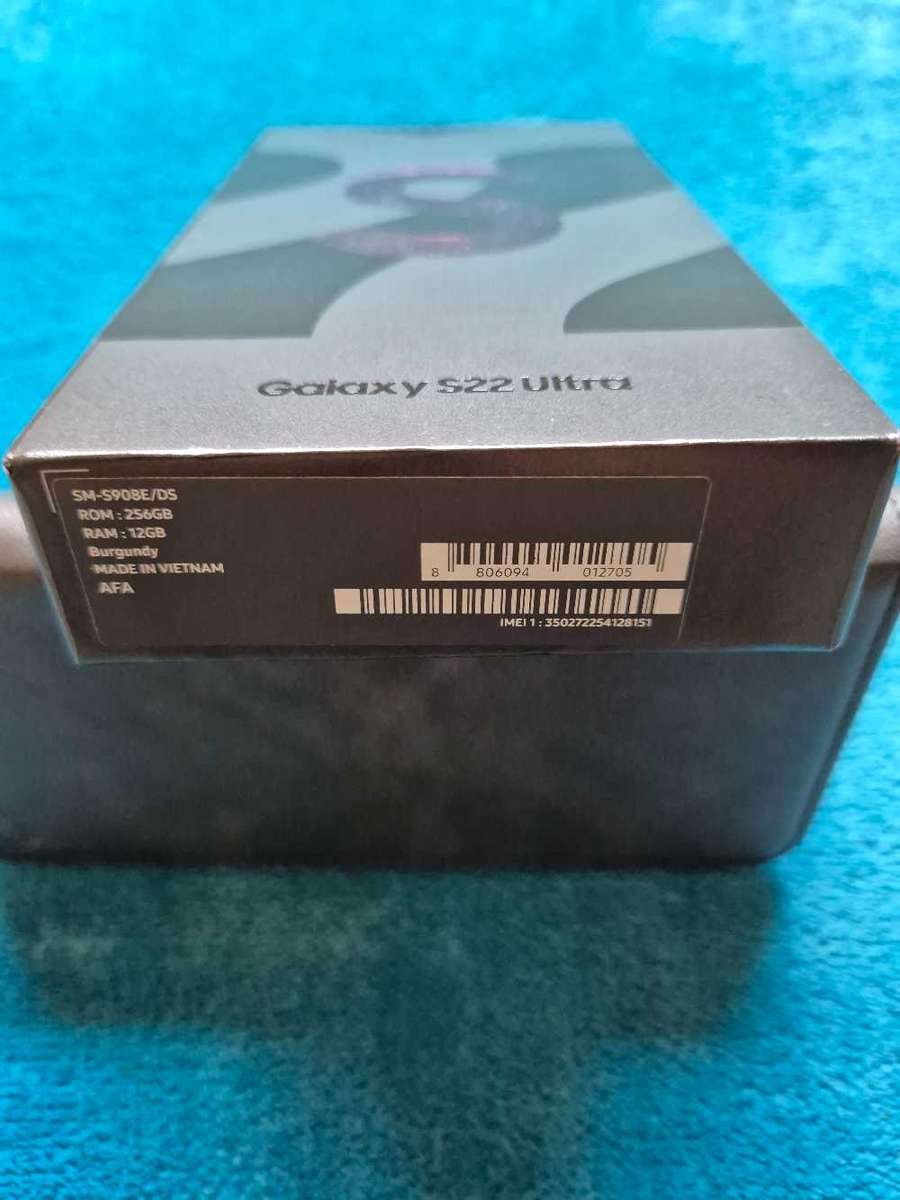 Galaxy S22 Ultra
SM-S908E/DS
ROM : 256GB
RAM : 12GB
Burgundy
MADE IN VIETNAM
AFA
8 806094 012705
IMEI 1 : 350272254128151